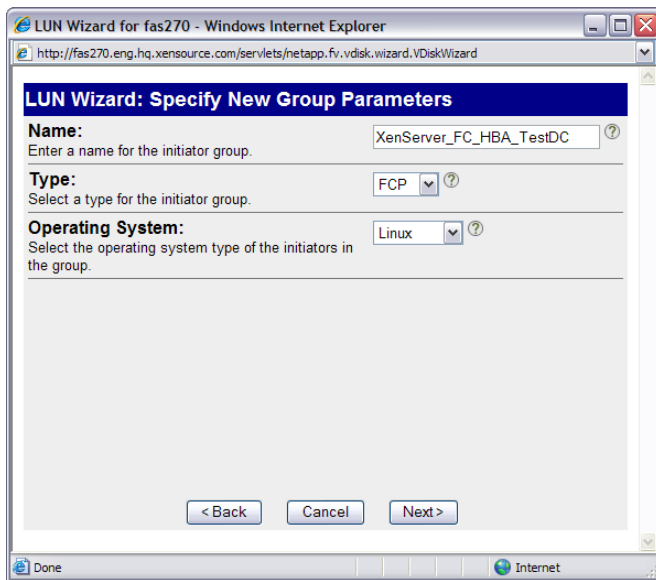 LUN Wizard for fas270 - Windows Internet Explorer
http://fas270.eng.hq.xensource.com/servlets/netapp.fv.vdisk.wizard.VDiskWizard
LUN Wizard: Specify New Group Parameters
Name:
Enter a name for the initiator group.
XenServer_FC_HBA_TestDC
?
Type:
Select a type for the initiator group.
FCP
?
Operating System:
Select the operating system type of the initiators in
the group.
Linux
?
< Back
Cancel
Next >
Done
Internet